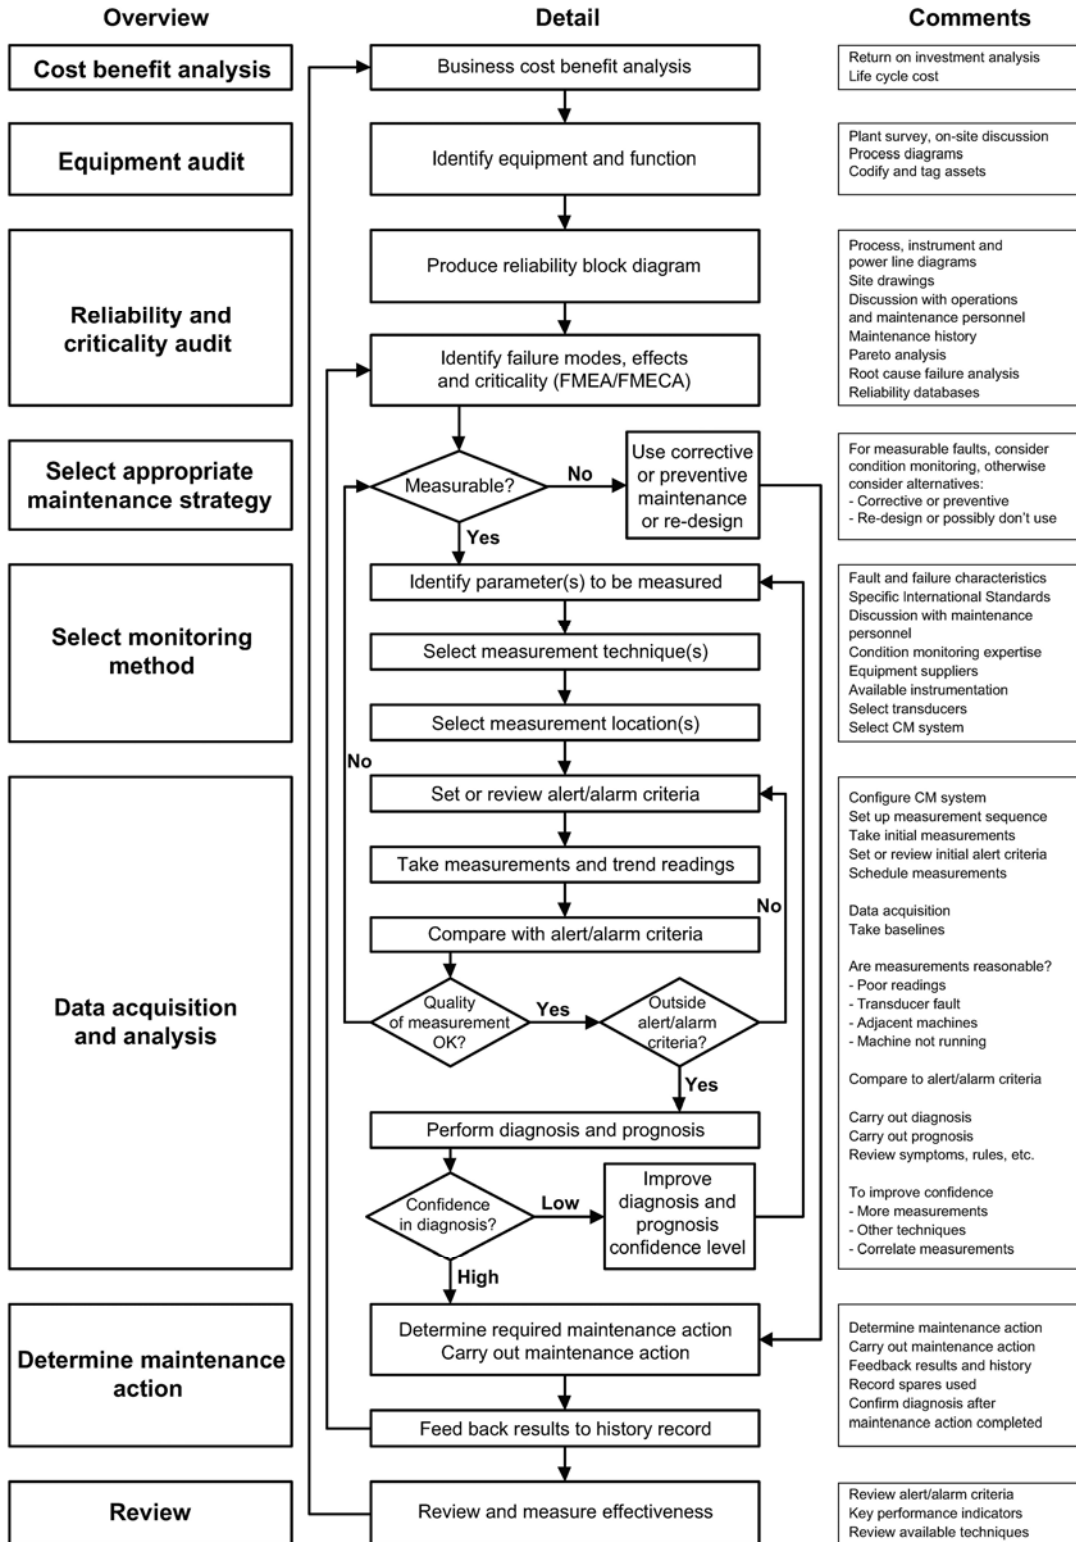 Overview
Detail
Comments
Cost benefit analysis
Business cost benefit analysis
Return on investment analysis
Life cycle cost
Equipment audit
Identify equipment and function
Plant survey, on-site discussion
Process diagrams
Codify and tag assets
Reliability and
criticality audit
Produce reliability block diagram
Identify failure modes, effects
and criticality (FMEA/FMECA)
Process, instrument and
power line diagrams
Site drawings
Discussion with operations
and maintenance personnel
Maintenance history
Pareto analysis
Root cause failure analysis
Reliability databases
Select appropriate
maintenance strategy
Measurable?
No
Use corrective
or preventive
maintenance
or re-design
Yes
For measurable faults, consider
condition monitoring, otherwise
consider alternatives:
- Corrective or preventive
- Re-design or possibly don't use
Select monitoring
method
Identify parameter(s) to be measured
Select measurement technique(s)
Select measurement location(s)
Fault and failure characteristics
Specific International Standards
Discussion with maintenance
personnel
Condition monitoring expertise
Equipment suppliers
Available instrumentation
Select transducers
Select CM system
No
Data acquisition
and analysis
Set or review alert/alarm criteria
Take measurements and trend readings
No
Compare with alert/alarm criteria
Quality
of measurement
OK?
Yes
Outside
alert/alarm
criteria?
Yes
Perform diagnosis and prognosis
Confidence
in diagnosis?
Low
Improve
diagnosis and
prognosis
confidence level
High
Configure CM system
Set up measurement sequence
Take initial measurements
Set or review initial alert criteria
Schedule measurements
Data acquisition
Take baselines
Are measurements reasonable?
- Poor readings
- Transducer fault
- Adjacent machines
- Machine not running
Compare to alert/alarm criteria
Carry out diagnosis
Carry out prognosis
Review symptoms, rules, etc.
To improve confidence
- More measurements
- Other techniques
- Correlate measurements
Determine maintenance
action
Determine required maintenance action
Carry out maintenance action
Feed back results to history record
Determine maintenance action
Carry out maintenance action
Feedback results and history
Record spares used
Confirm diagnosis after
maintenance action completed
Review
Review and measure effectiveness
Review alert/alarm criteria
Key performance indicators
Review available techniques